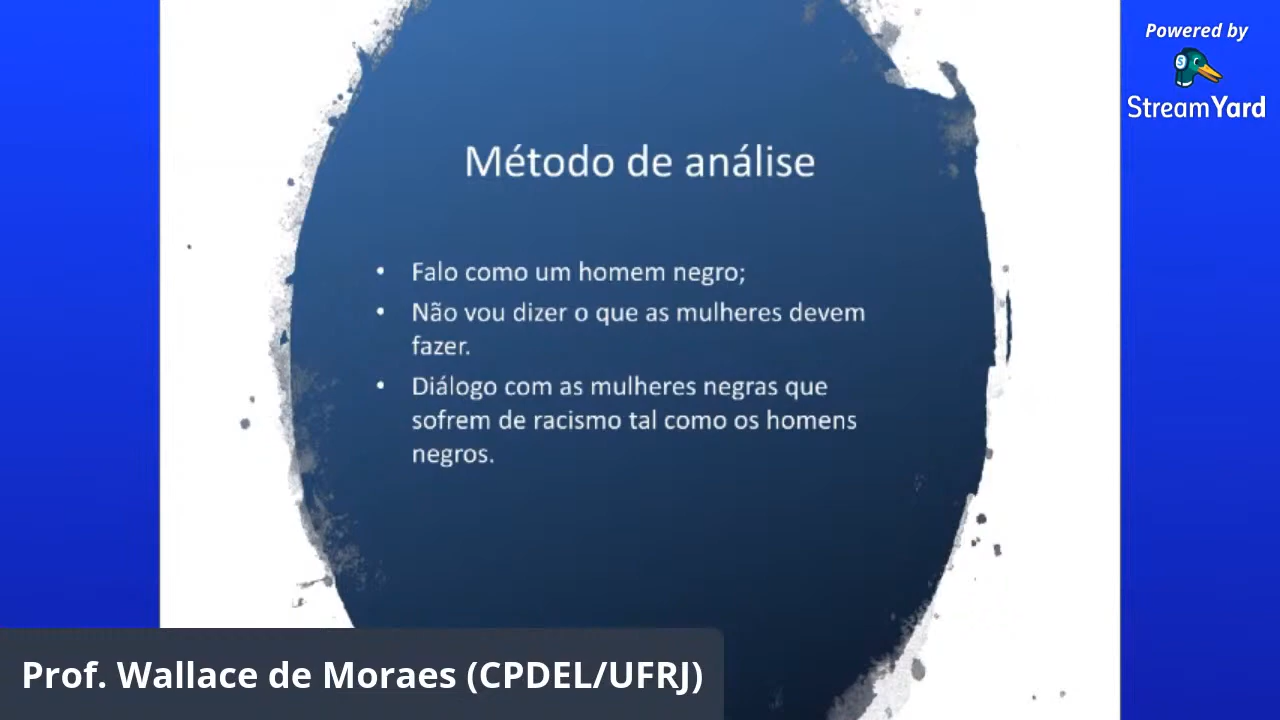 Powered by
StreamYard
Método de análise
• Falo como um homem negro;
• Não vou dizer o que as mulheres devem
fazer.
• Diálogo com as mulheres negras que
sofrem de racismo tal como os homens
negros.
Prof. Wallace de Moraes (CPDEL/UFRJ)